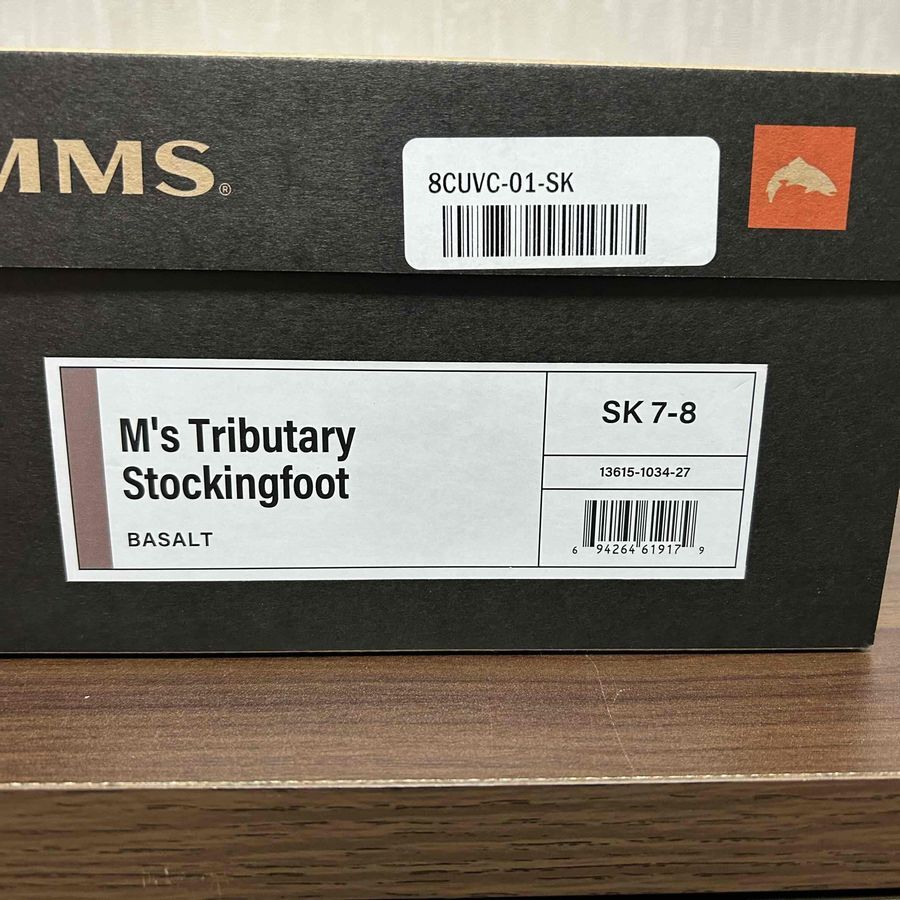 MMS®
8CUVC-01-SK
M's Tributary
Stockingfoot
BASALT
SK 7-8
13615-1034-27
6 94264 61917 9